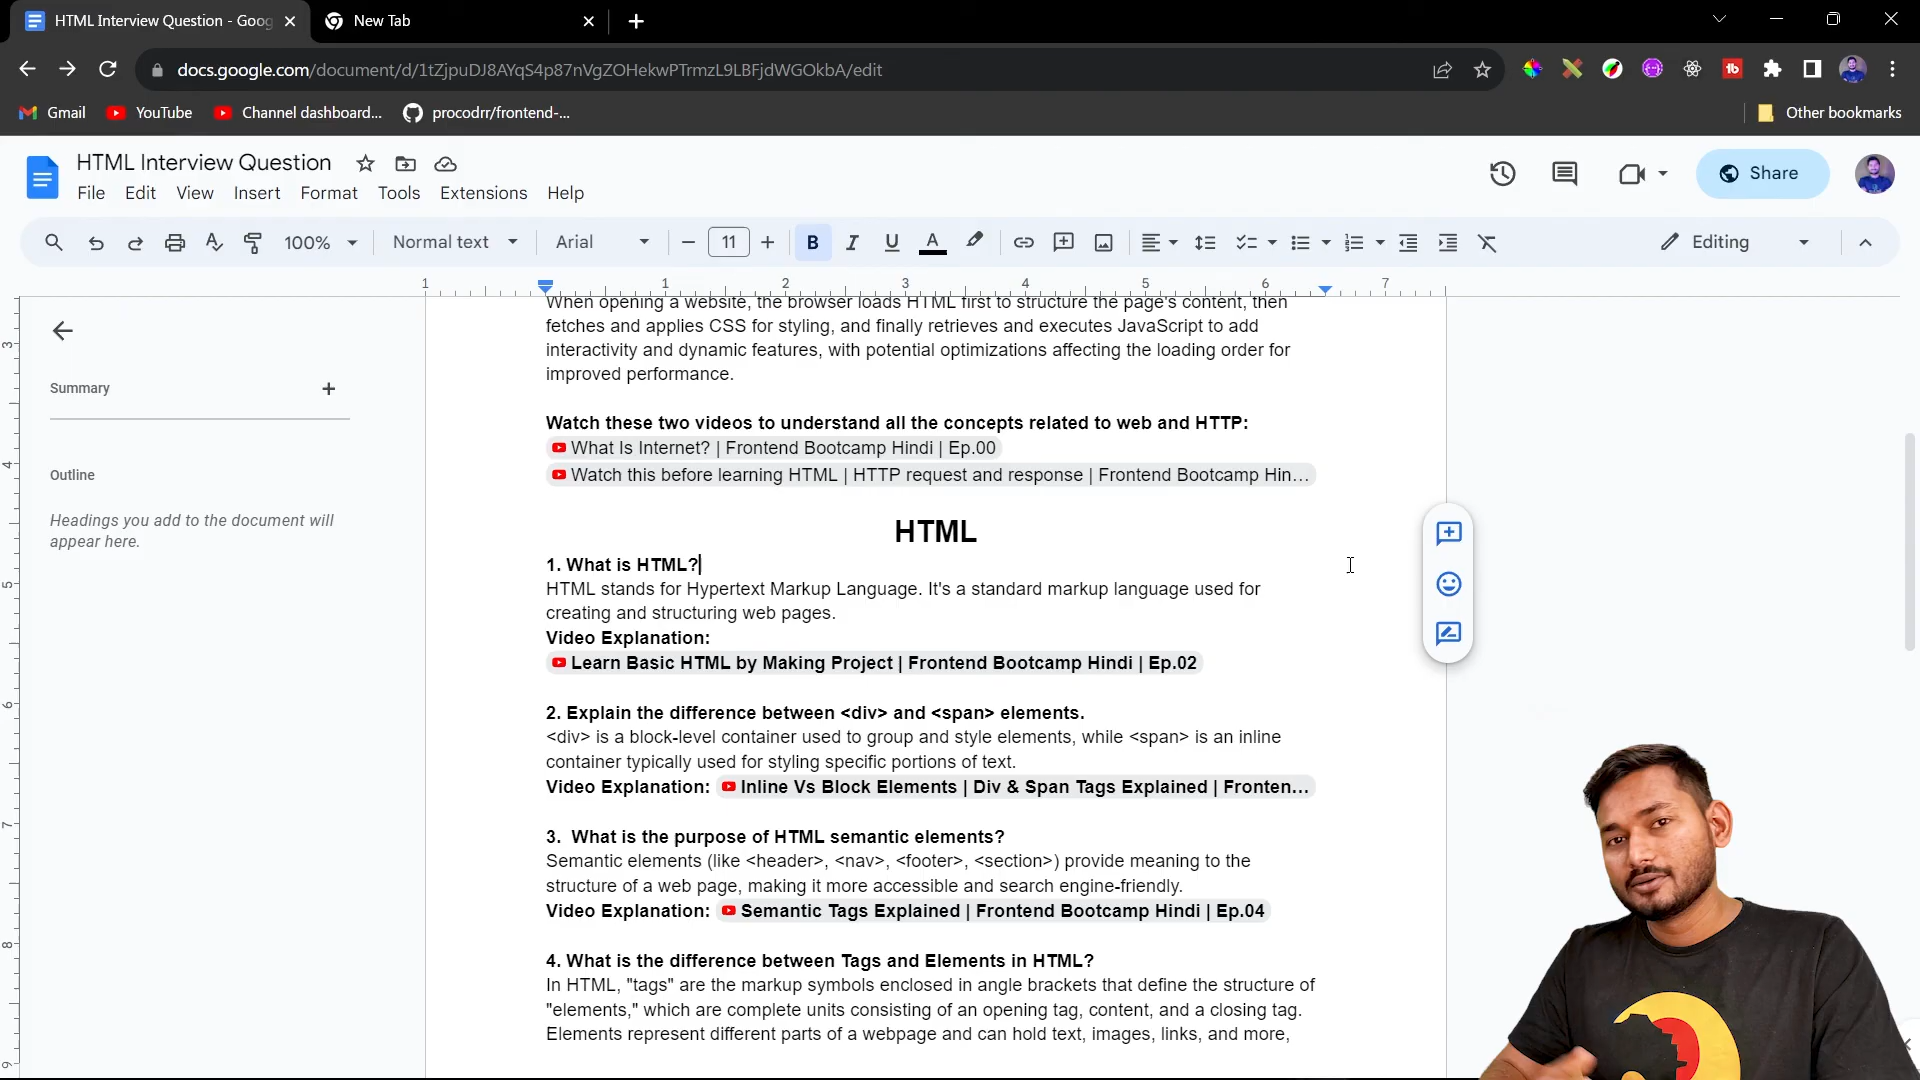 HTML Interview Question - Goog
New Tab
docs.google.com/document/d/1tZjpuDJ8AYqS4p87nVgZOHekwPTrmzL9LBFjdWGOkbA/edit
Gmail
YouTube
Channel dashboard...
procodrr/frontend-...
Other bookmarks
HTML Interview Question
Share
File Edit View Insert Format Tools Extensions Help
100% Normal text Arial 11 B I U A Editing
1 1 2 3 4 5 6 7
3
4
5
6
7
8
9
Summary
Outline
Headings you add to the document will
appear here.
When opening a website, the browser loads HTML first to structure the page's content, then
fetches and applies CSS for styling, and finally retrieves and executes JavaScript to add
interactivity and dynamic features, with potential optimizations affecting the loading order for
improved performance.
Watch these two videos to understand all the concepts related to web and HTTP:
What Is Internet? | Frontend Bootcamp Hindi | Ep.00
Watch this before learning HTML | HTTP request and response | Frontend Bootcamp Hin...
HTML
1. What is HTML?
HTML stands for Hypertext Markup Language. It's a standard markup language used for
creating and structuring web pages.
Video Explanation:
Learn Basic HTML by Making Project | Frontend Bootcamp Hindi | Ep.02
2. Explain the difference between <div> and <span> elements.
<div> is a block-level container used to group and style elements, while <span> is an inline
container typically used for styling specific portions of text.
Video Explanation: Inline Vs Block Elements | Div & Span Tags Explained | Fronten...
3. What is the purpose of HTML semantic elements?
Semantic elements (like <header>, <nav>, <footer>, <section>) provide meaning to the
structure of a web page, making it more accessible and search engine-friendly.
Video Explanation: Semantic Tags Explained | Frontend Bootcamp Hindi | Ep.04
4. What is the difference between Tags and Elements in HTML?
In HTML, "tags" are the markup symbols enclosed in angle brackets that define the structure of
"elements," which are complete units consisting of an opening tag, content, and a closing tag.
Elements represent different parts of a webpage and can hold text, images, links, and more,